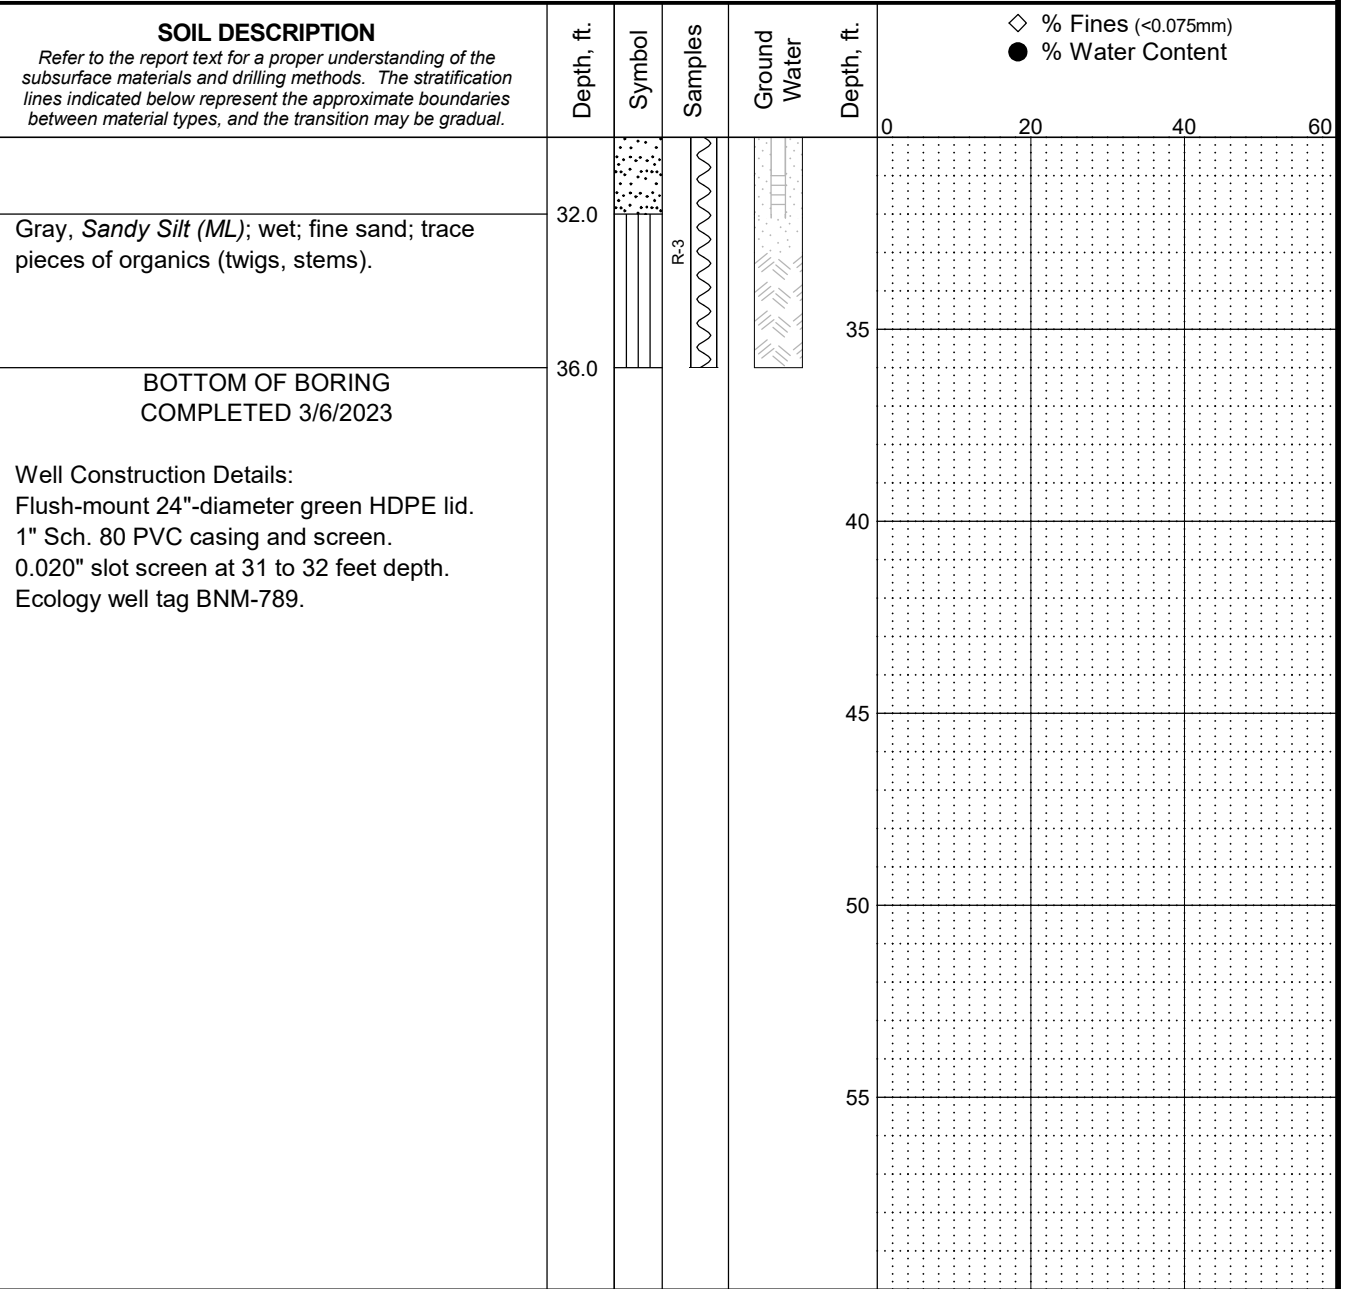 SOIL DESCRIPTION
Refer to the report text for a proper understanding of the
subsurface materials and drilling methods. The stratification
lines indicated below represent the approximate boundaries
between material types, and the transition may be gradual.
Depth, ft.
Symbol
Samples
Ground
Water
Depth, ft.
◇ % Fines (<0.075mm)
● % Water Content
0 20 40 60
32.0
Gray, Sandy Silt (ML); wet; fine sand; trace
pieces of organics (twigs, stems).
R-3
35
36.0
BOTTOM OF BORING
COMPLETED 3/6/2023
Well Construction Details:
Flush-mount 24"-diameter green HDPE lid.
1" Sch. 80 PVC casing and screen.
0.020" slot screen at 31 to 32 feet depth.
Ecology well tag BNM-789.
40
45
50
55